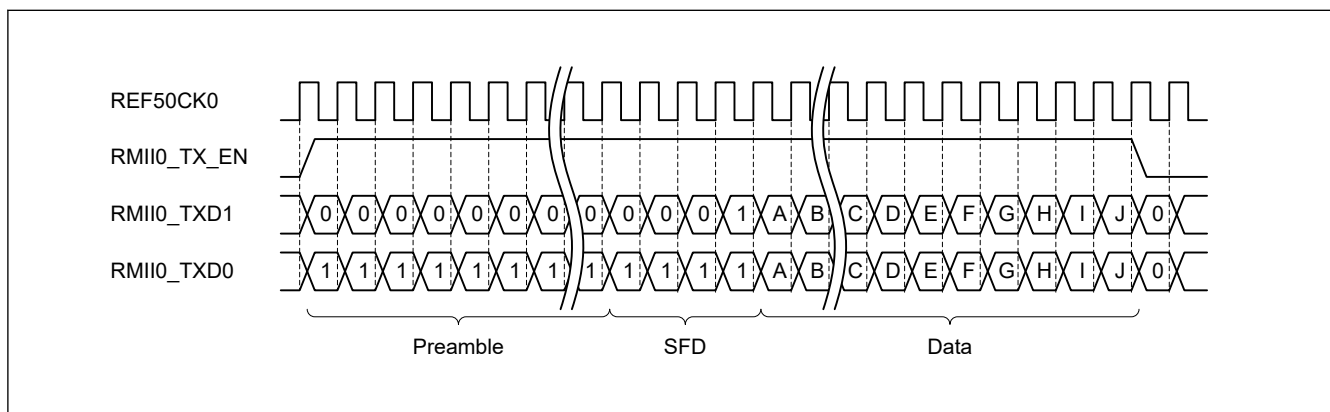 REF50CK0
RMII0_TX_EN
RMII0_TXD1 0 0 0 0 0 0 0 0 0 0 0 1 A B C D E F G H I J 0
RMII0_TXD0 1 1 1 1 1 1 1 1 1 1 1 1 A B C D E F G H I J 0
Preamble SFD Data